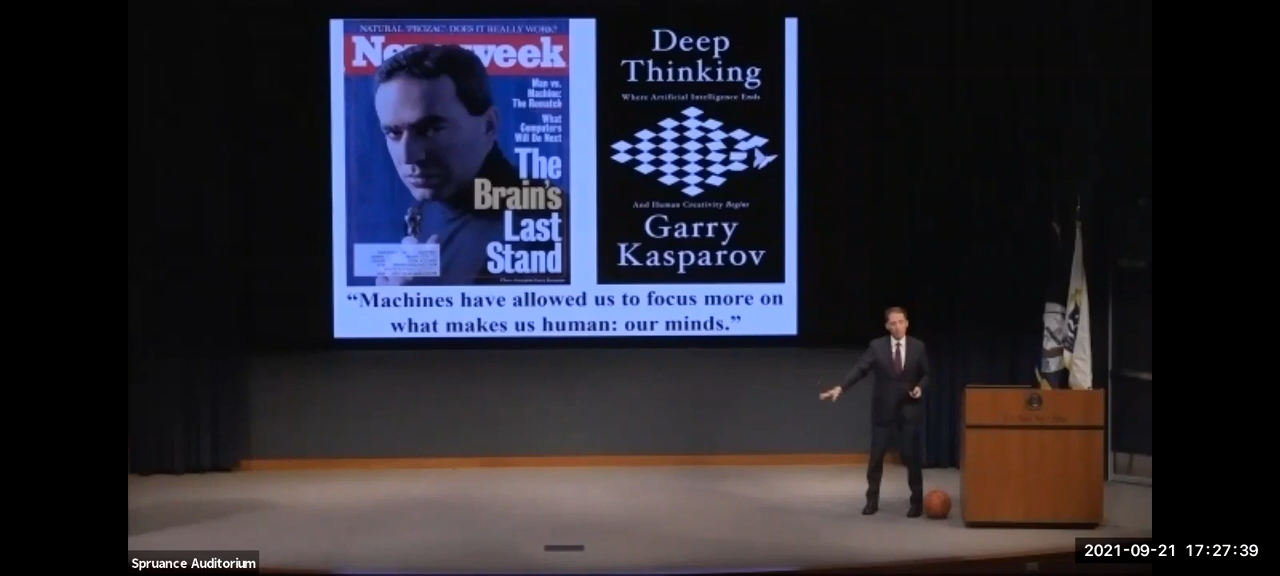 NATURAL 'PROZAC': DOES IT REALLY WORK?
Newsweek
Man vs.
Machine:
The Rematch
What
Computers
Will Do Next
The
Brain's
Last
Stand
Deep
Thinking
Where Artificial Intelligence Ends
And Human Creativity Begins
Garry
Kasparov
“Machines have allowed us to focus more on
what makes us human: our minds.”
Spruance Auditorium
2021-09-21 17:27:39